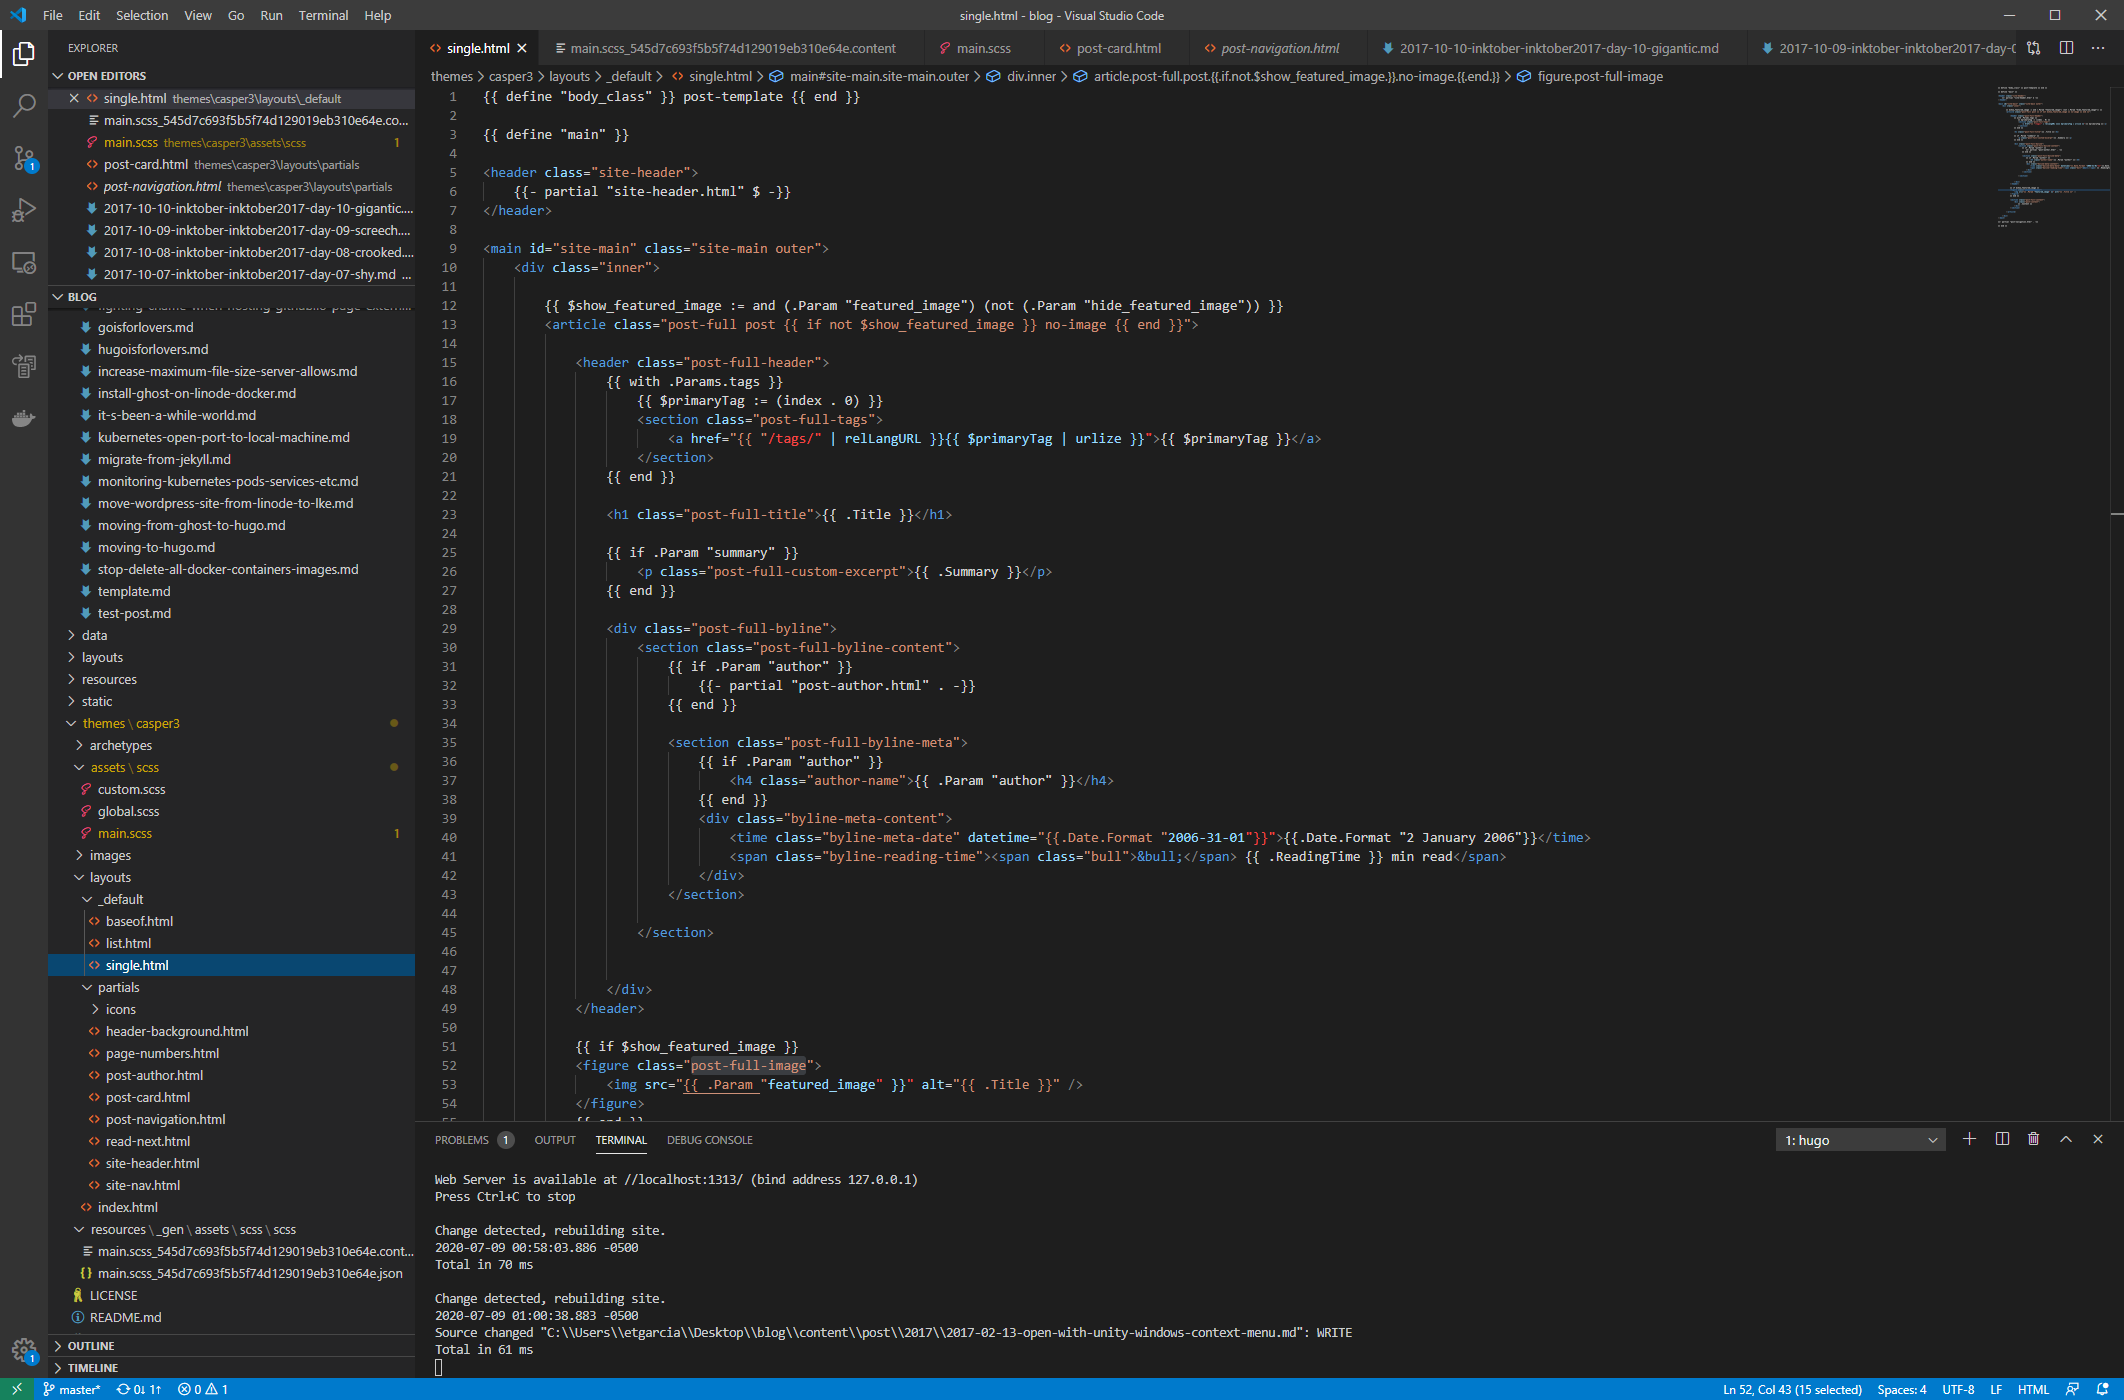 File Edit Selection View Go Run Terminal Help
single.html - blog - Visual Studio Code
EXPLORER
OPEN EDITORS
single.html themes\casper3\layouts\_default
main.scss_545d7c693f5b5f74d129019eb310e64e.co...
main.scss themes\casper3\assets\scss 1
post-card.html themes\casper3\layouts\partials
post-navigation.html themes\casper3\layouts\partials
2017-10-10-inktober-inktober2017-day-10-gigantic....
2017-10-09-inktober-inktober2017-day-09-screech....
2017-10-08-inktober-inktober2017-day-08-crooked....
2017-10-07-inktober-inktober2017-day-07-shy.md ...
BLOG
goisforlovers.md
hugoisforlovers.md
increase-maximum-file-size-server-allows.md
install-ghost-on-linode-docker.md
it-s-been-a-while-world.md
kubernetes-open-port-to-local-machine.md
migrate-from-jekyll.md
monitoring-kubernetes-pods-services-etc.md
move-wordpress-site-from-linode-to-lke.md
moving-from-ghost-to-hugo.md
moving-to-hugo.md
stop-delete-all-docker-containers-images.md
template.md
test-post.md
data
layouts
resources
static
themes \ casper3
archetypes
assets \ scss
custom.scss
global.scss
main.scss 1
images
layouts
_default
baseof.html
list.html
single.html
partials
icons
header-background.html
page-numbers.html
post-author.html
post-card.html
post-navigation.html
read-next.html
site-header.html
site-nav.html
index.html
resources \ _gen \ assets \ scss \ scss
main.scss_545d7c693f5b5f74d129019eb310e64e.cont...
main.scss_545d7c693f5b5f74d129019eb310e64e.json
LICENSE
README.md
OUTLINE
TIMELINE
single.html main.scss_545d7c693f5b5f74d129019eb310e64e.content main.scss post-card.html post-navigation.html 2017-10-10-inktober-inktober2017-day-10-gigantic.md 2017-10-09-inktober-inktober2017-day-0
themes > casper3 > layouts > _default > single.html > main#site-main.site-main.outer > div.inner > article.post-full.post.{{.if.not.$show_featured_image.}}.no-image.{{.end.}} > figure.post-full-image
1 {{ define "body_class" }} post-template {{ end }}
2
3 {{ define "main" }}
4
5 <header class="site-header">
6 {{- partial "site-header.html" $ -}}
7 </header>
8
9 <main id="site-main" class="site-main outer">
10 <div class="inner">
11
12 {{ $show_featured_image := and (.Param "featured_image") (not (.Param "hide_featured_image")) }}
13 <article class="post-full post {{ if not $show_featured_image }} no-image {{ end }}">
14
15 <header class="post-full-header">
16 {{ with .Params.tags }}
17 {{ $primaryTag := (index . 0) }}
18 <section class="post-full-tags">
19 <a href="{{ "/tags/" | relLangURL }}{{ $primaryTag | urlize }}">{{ $primaryTag }}</a>
20 </section>
21 {{ end }}
22
23 <h1 class="post-full-title">{{ .Title }}</h1>
24
25 {{ if .Param "summary" }}
26 <p class="post-full-custom-excerpt">{{ .Summary }}</p>
27 {{ end }}
28
29 <div class="post-full-byline">
30 <section class="post-full-byline-content">
31 {{ if .Param "author" }}
32 {{- partial "post-author.html" . -}}
33 {{ end }}
34
35 <section class="post-full-byline-meta">
36 {{ if .Param "author" }}
37 <h4 class="author-name">{{ .Param "author" }}</h4>
38 {{ end }}
39 <div class="byline-meta-content">
40 <time class="byline-meta-date" datetime="{{.Date.Format "2006-31-01"}}">{{.Date.Format "2 January 2006"}}</time>
41 <span class="byline-reading-time"><span class="bull">&bull;</span> {{ .ReadingTime }} min read</span>
42 </div>
43 </section>
44
45 </section>
46
47
48 </div>
49 </header>
50
51 {{ if $show_featured_image }}
52 <figure class="post-full-image">
53 <img src="{{ .Param "featured_image" }}" alt="{{ .Title }}" />
54 </figure>
55 {{ end }}
PROBLEMS 1 OUTPUT TERMINAL DEBUG CONSOLE
1: hugo
Web Server is available at //localhost:1313/ (bind address 127.0.0.1)
Press Ctrl+C to stop
Change detected, rebuilding site.
2020-07-09 00:58:03.886 -0500
Total in 70 ms
Change detected, rebuilding site.
2020-07-09 01:00:38.883 -0500
Source changed "C:\\Users\\etgarcia\\Desktop\\blog\\content\\post\\2017\\2017-02-13-open-with-unity-windows-context-menu.md": WRITE
Total in 61 ms
1
1
master* 0↓ 1↑ 0 1
Ln 52, Col 43 (15 selected) Spaces: 4 UTF-8 LF HTML